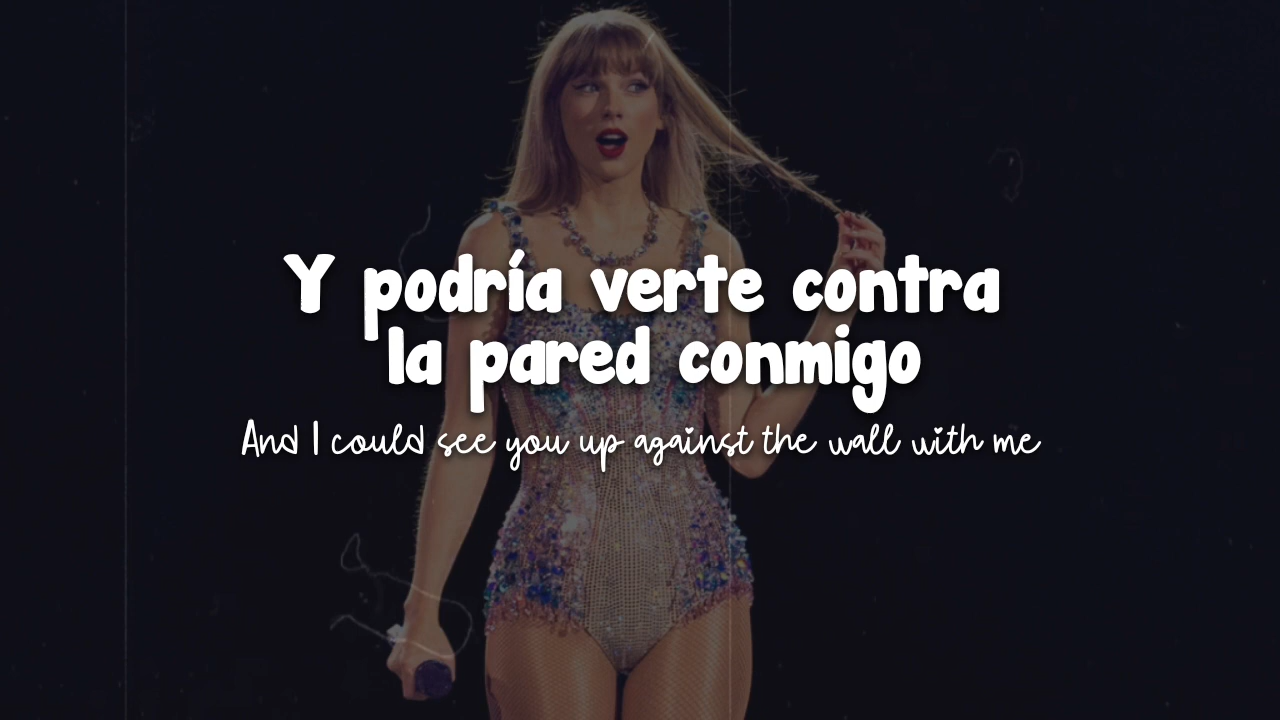 Y podría verte contra
la pared conmigo
And I could see you up against the wall with me